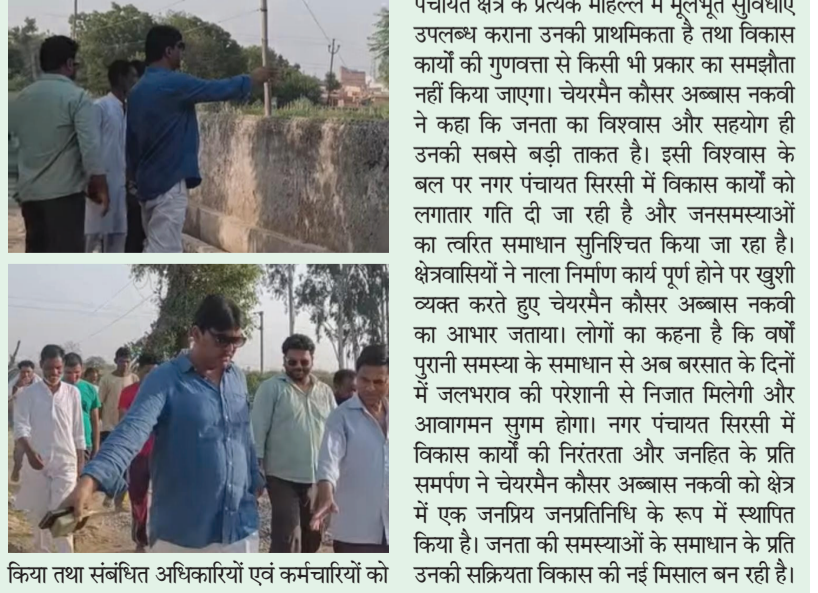 किया तथा संबंधित अधिकारियों एवं कर्मचारियों को
पंचायत क्षेत्र के प्रत्येक मोहल्ले में मूलभूत सुविधाएं
उपलब्ध कराना उनकी प्राथमिकता है तथा विकास
कार्यों की गुणवत्ता से किसी भी प्रकार का समझौता
नहीं किया जाएगा। चेयरमैन कौसर अब्बास नकवी
ने कहा कि जनता का विश्वास और सहयोग ही
उनकी सबसे बड़ी ताकत है। इसी विश्वास के
बल पर नगर पंचायत सिरसी में विकास कार्यों को
लगातार गति दी जा रही है और जनसमस्याओं
का त्वरित समाधान सुनिश्चित किया जा रहा है।
क्षेत्रवासियों ने नाला निर्माण कार्य पूर्ण होने पर खुशी
व्यक्त करते हुए चेयरमैन कौसर अब्बास नकवी
का आभार जताया। लोगों का कहना है कि वर्षों
पुरानी समस्या के समाधान से अब बरसात के दिनों
में जलभराव की परेशानी से निजात मिलेगी और
आवागमन सुगम होगा। नगर पंचायत सिरसी में
विकास कार्यों की निरंतरता और जनहित के प्रति
समर्पण ने चेयरमैन कौसर अब्बास नकवी को क्षेत्र
में एक जनप्रिय जनप्रतिनिधि के रूप में स्थापित
किया है। जनता की समस्याओं के समाधान के प्रति
उनकी सक्रियता विकास की नई मिसाल बन रही है।